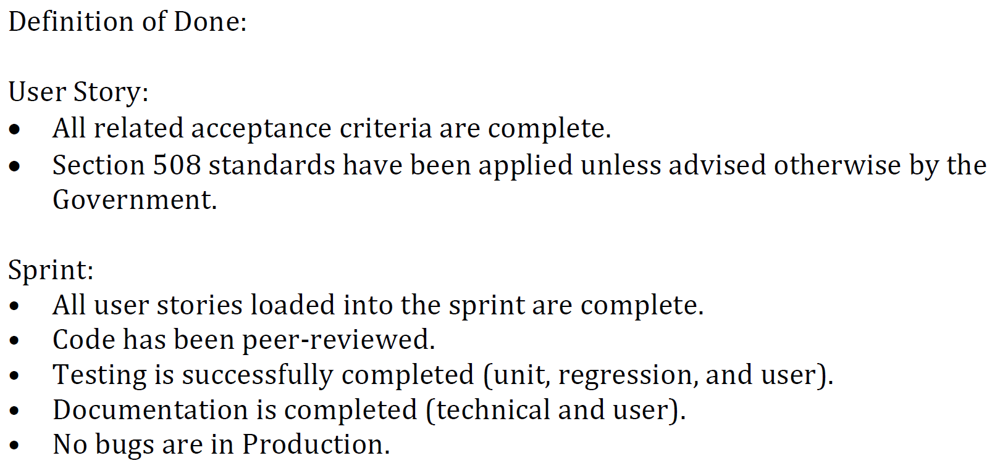 Definition of Done:
User Story:
• All related acceptance criteria are complete.
• Section 508 standards have been applied unless advised otherwise by the
Government.
Sprint:
• All user stories loaded into the sprint are complete.
• Code has been peer-reviewed.
• Testing is successfully completed (unit, regression, and user).
• Documentation is completed (technical and user).
• No bugs are in Production.